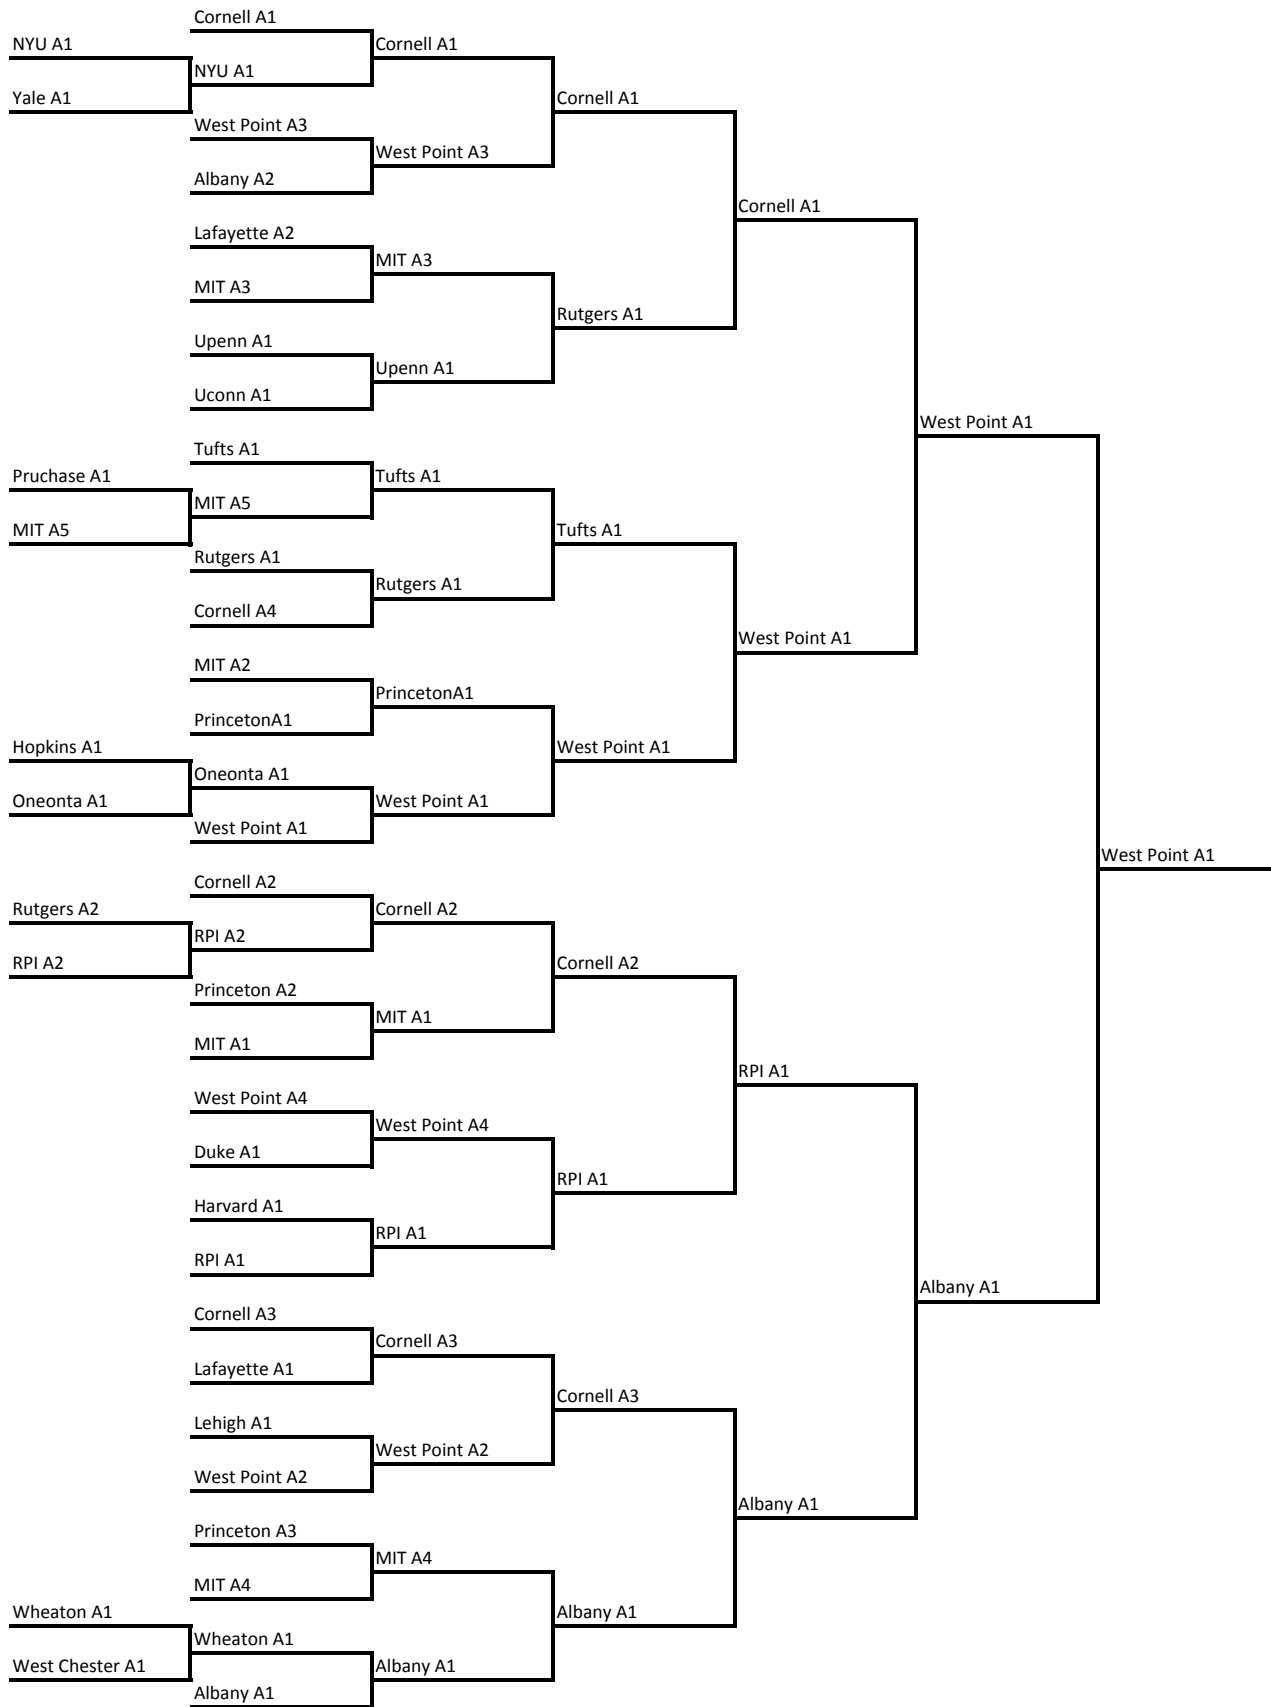 Cornell A1
NYU A1
Cornell A1
NYU A1
Yale A1
Cornell A1
West Point A3
West Point A3
Albany A2
Cornell A1
Lafayette A2
MIT A3
MIT A3
Rutgers A1
Upenn A1
Upenn A1
Uconn A1
West Point A1
Tufts A1
Pruchase A1
Tufts A1
MIT A5
MIT A5
Tufts A1
Rutgers A1
Rutgers A1
Cornell A4
West Point A1
MIT A2
PrincetonA1
PrincetonA1
Hopkins A1
West Point A1
Oneonta A1
Oneonta A1
West Point A1
West Point A1
West Point A1
Cornell A2
Rutgers A2
Cornell A2
RPI A2
RPI A2
Cornell A2
Princeton A2
MIT A1
MIT A1
RPI A1
West Point A4
West Point A4
Duke A1
RPI A1
Harvard A1
RPI A1
RPI A1
Albany A1
Cornell A3
Cornell A3
Lafayette A1
Cornell A3
Lehigh A1
West Point A2
West Point A2
Albany A1
Princeton A3
MIT A4
MIT A4
Wheaton A1
Albany A1
Wheaton A1
West Chester A1
Albany A1
Albany A1